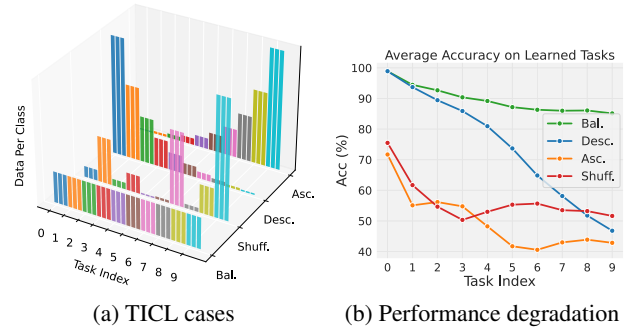 Data Per Class
0 1 2 3 4 5 6 7 8 9
Task Index
Bal.
Shuff.
Desc.
Asc.
(a) TICL cases
Average Accuracy on Learned Tasks
Acc (%)
100
90
80
70
60
50
40
Bal.
Desc.
Asc.
Shuff.
0 1 2 3 4 5 6 7 8 9
Task Index
(b) Performance degradation